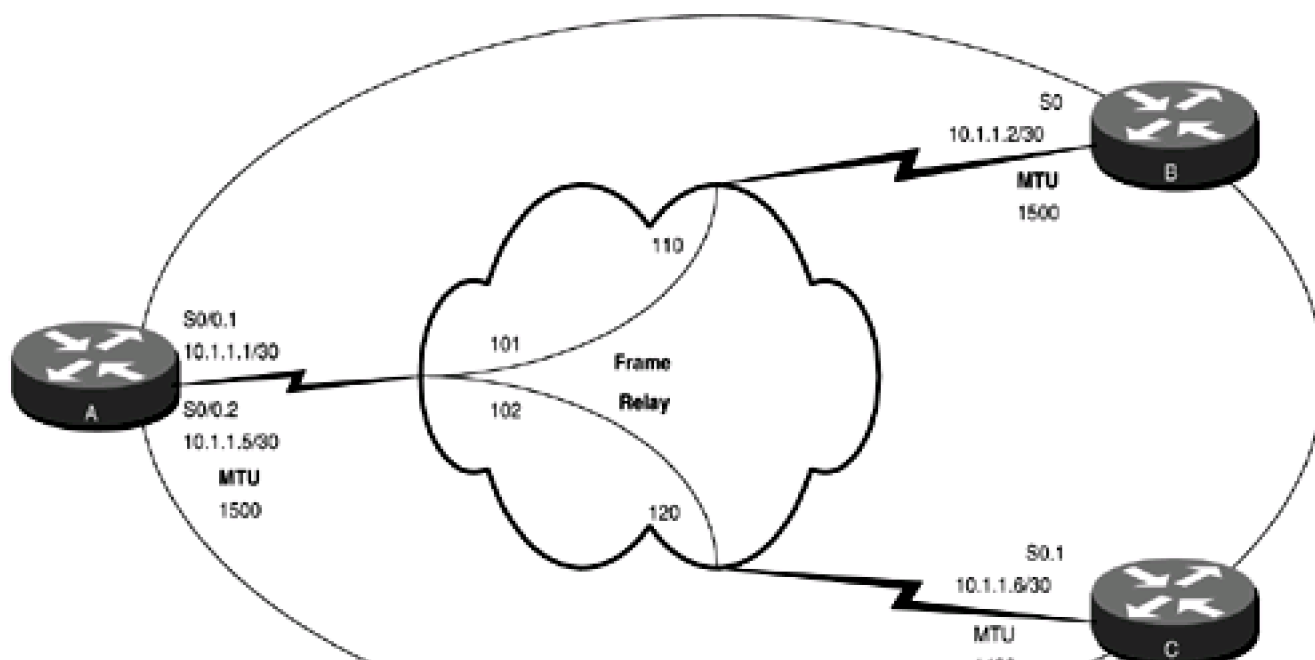 S0
10.1.1.2/30
MTU
1500
B
110
S0/0.1
10.1.1.1/30
101
Frame
Relay
A
S0/0.2
10.1.1.5/30
MTU
1500
102
120
S0.1
10.1.1.6/30
MTU
C